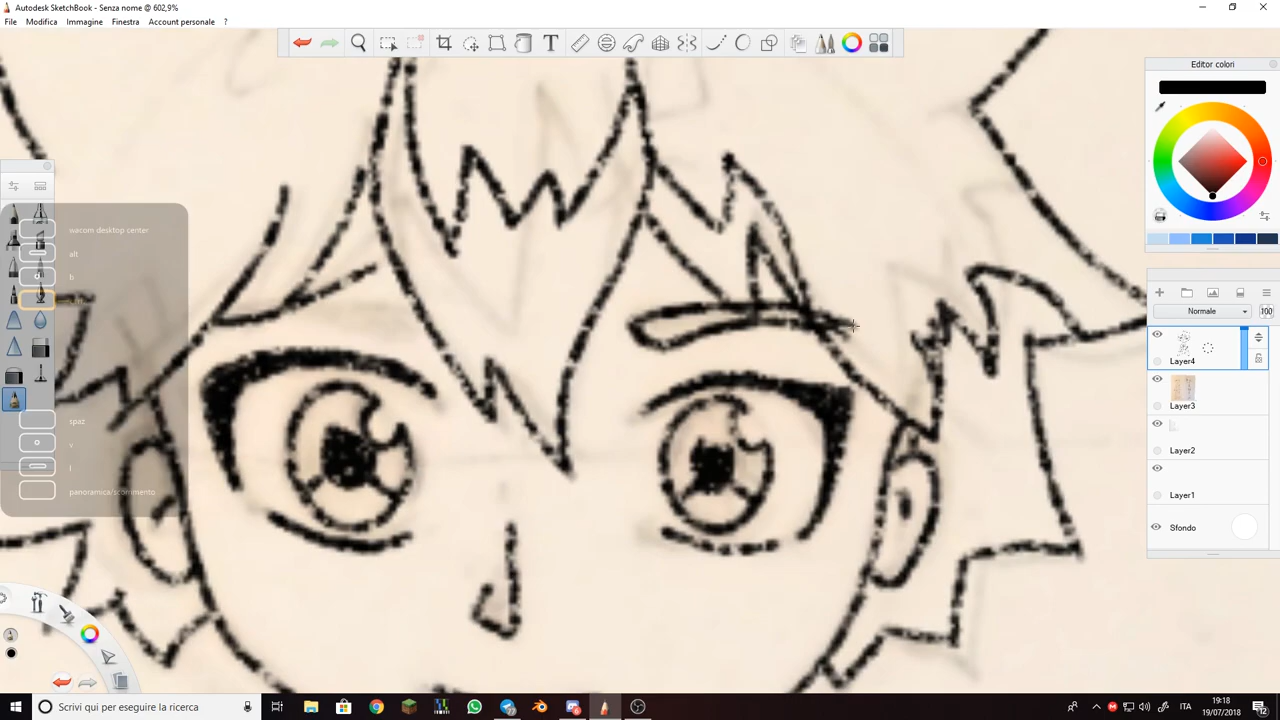 Autodesk SketchBook - Senza nome @ 602,9%
File Modifica Immagine Finestra Account personale ?
Editor colori
wacom desktop center
alt
b
spaz
v
l
panoramica/scorrimento
Normale 100
Layer4
Layer3
Layer2
Layer1
Sfondo
Scrivi qui per eseguire la ricerca
ITA
19:18
19/07/2018
12